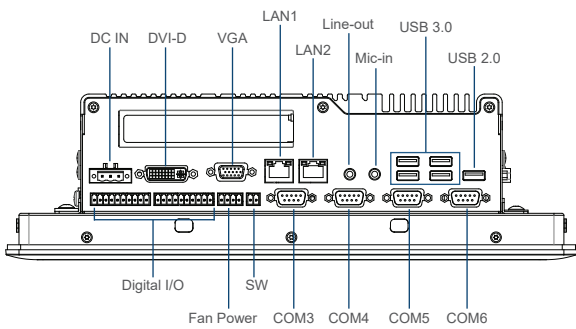 LAN1
Line-out
USB 3.0
DC IN
DVI-D
VGA
LAN2
Mic-in
USB 2.0
Digital I/O
SW
Fan Power
COM3
COM4
COM5
COM6